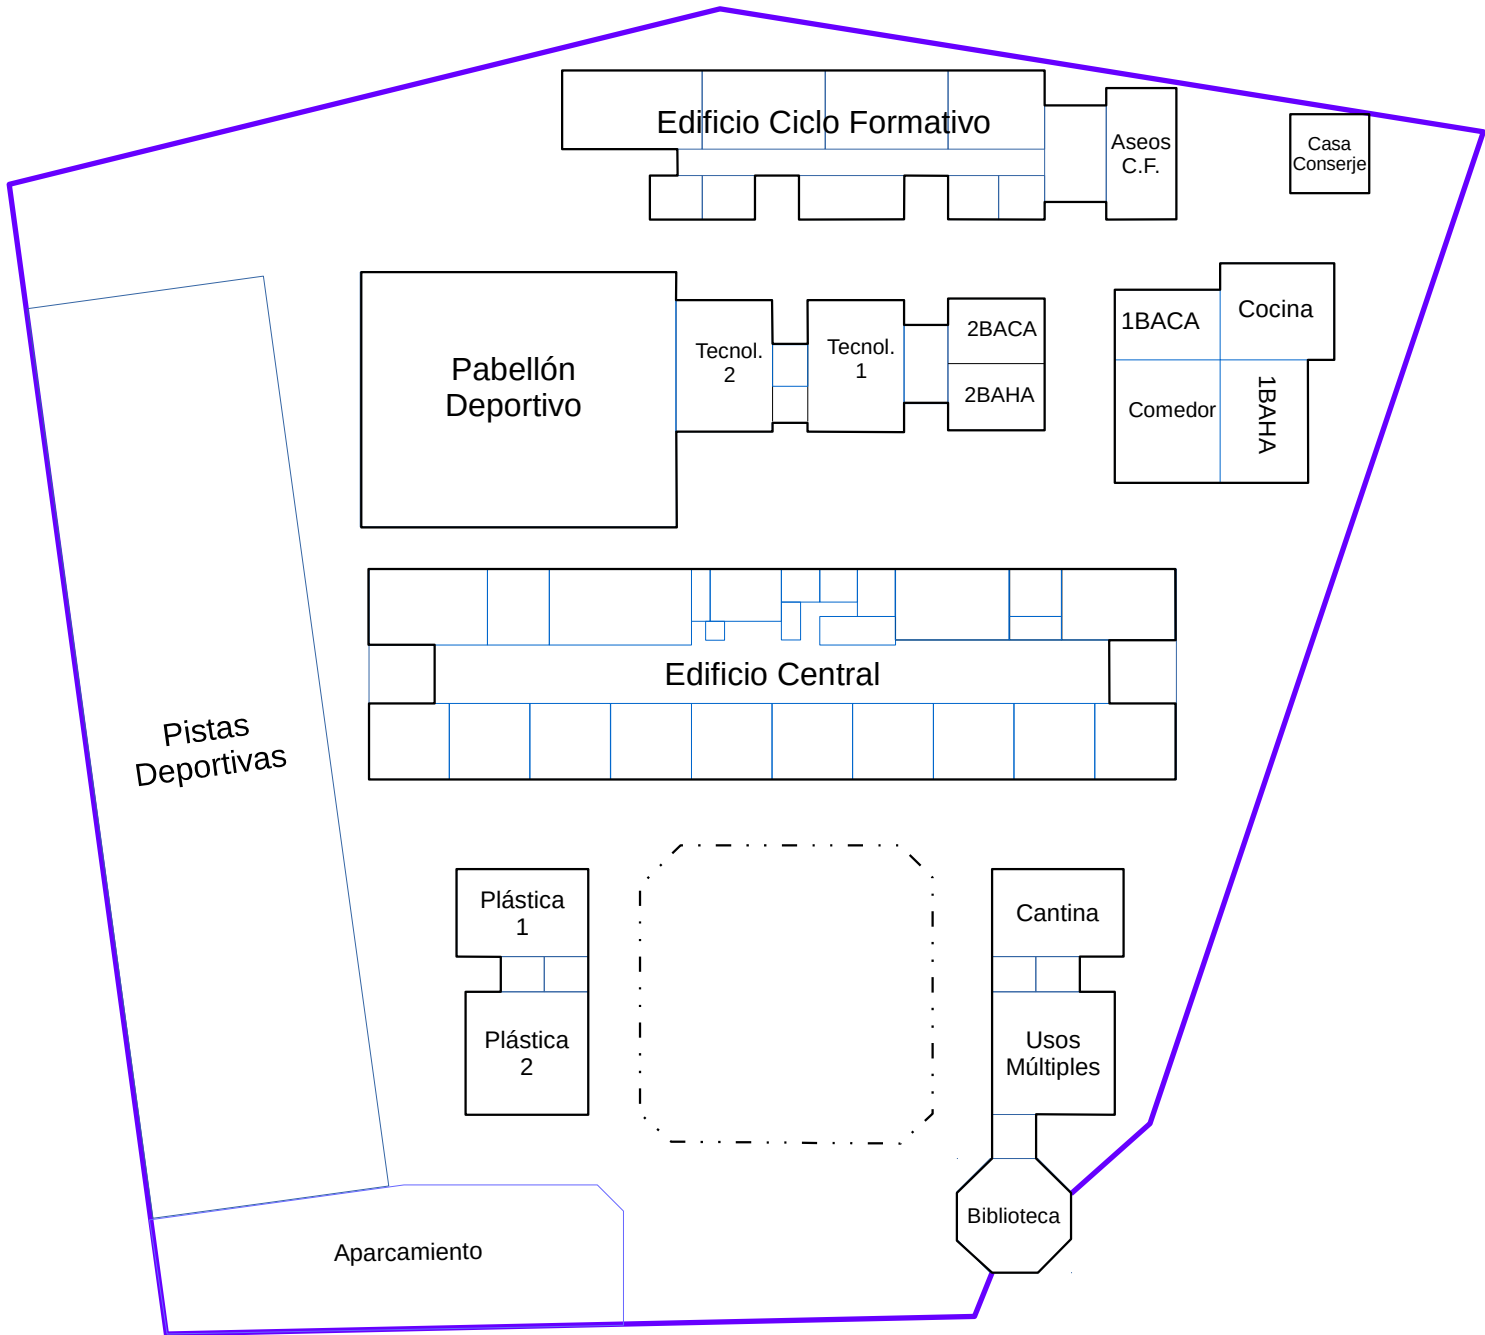 Edificio Ciclo Formativo
Aseos
C.F.
Casa
Conserje
Pabellón
Deportivo
Tecnol.
2
Tecnol.
1
2BACA
2BAHA
1BACA
Cocina
Comedor
1BAHA
Edificio Central
Pistas
Deportivas
Plástica
1
Plástica
2
Cantina
Usos
Múltiples
Biblioteca
Aparcamiento